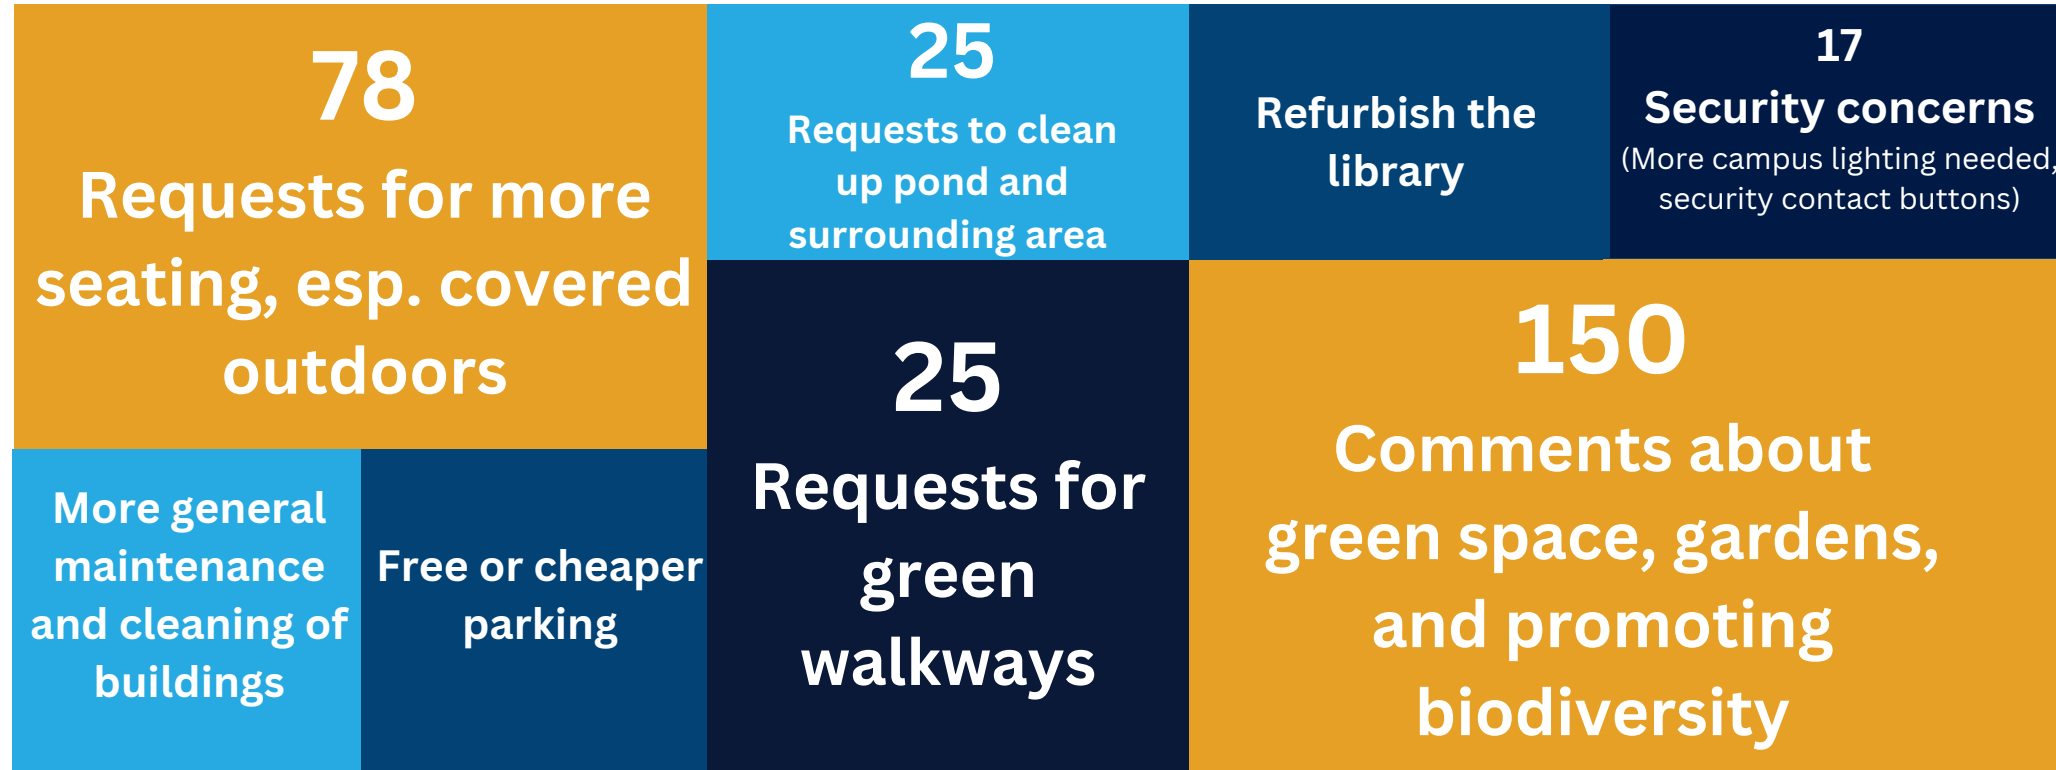 78
Requests for more
seating, esp. covered
outdoors
25
Requests to clean
up pond and
surrounding area
Refurbish the
library
17
Security concerns
(More campus lighting needed,
security contact buttons)
More general
maintenance
and cleaning of
buildings
Free or cheaper
parking
25
Requests for
green
walkways
150
Comments about
green space, gardens,
and promoting
biodiversity